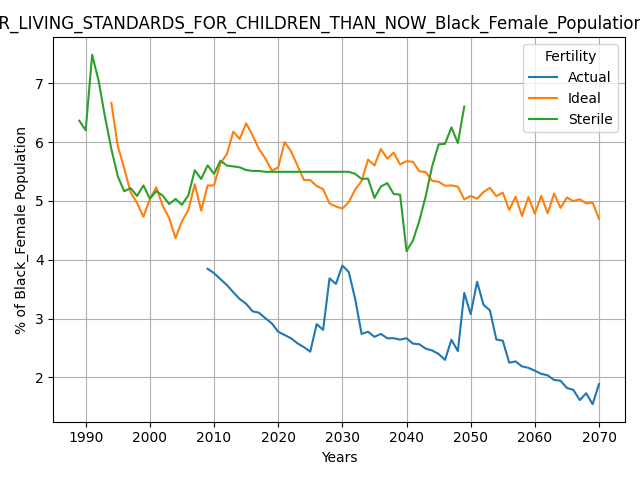 R_LIVING_STANDARDS_FOR_CHILDREN_THAN_NOW_Black_Female_Population
Fertility
Actual
Ideal
Sterile
% of Black_Female Population
7
6
5
4
3
2
1990 2000 2010 2020 2030 2040 2050 2060 2070
Years